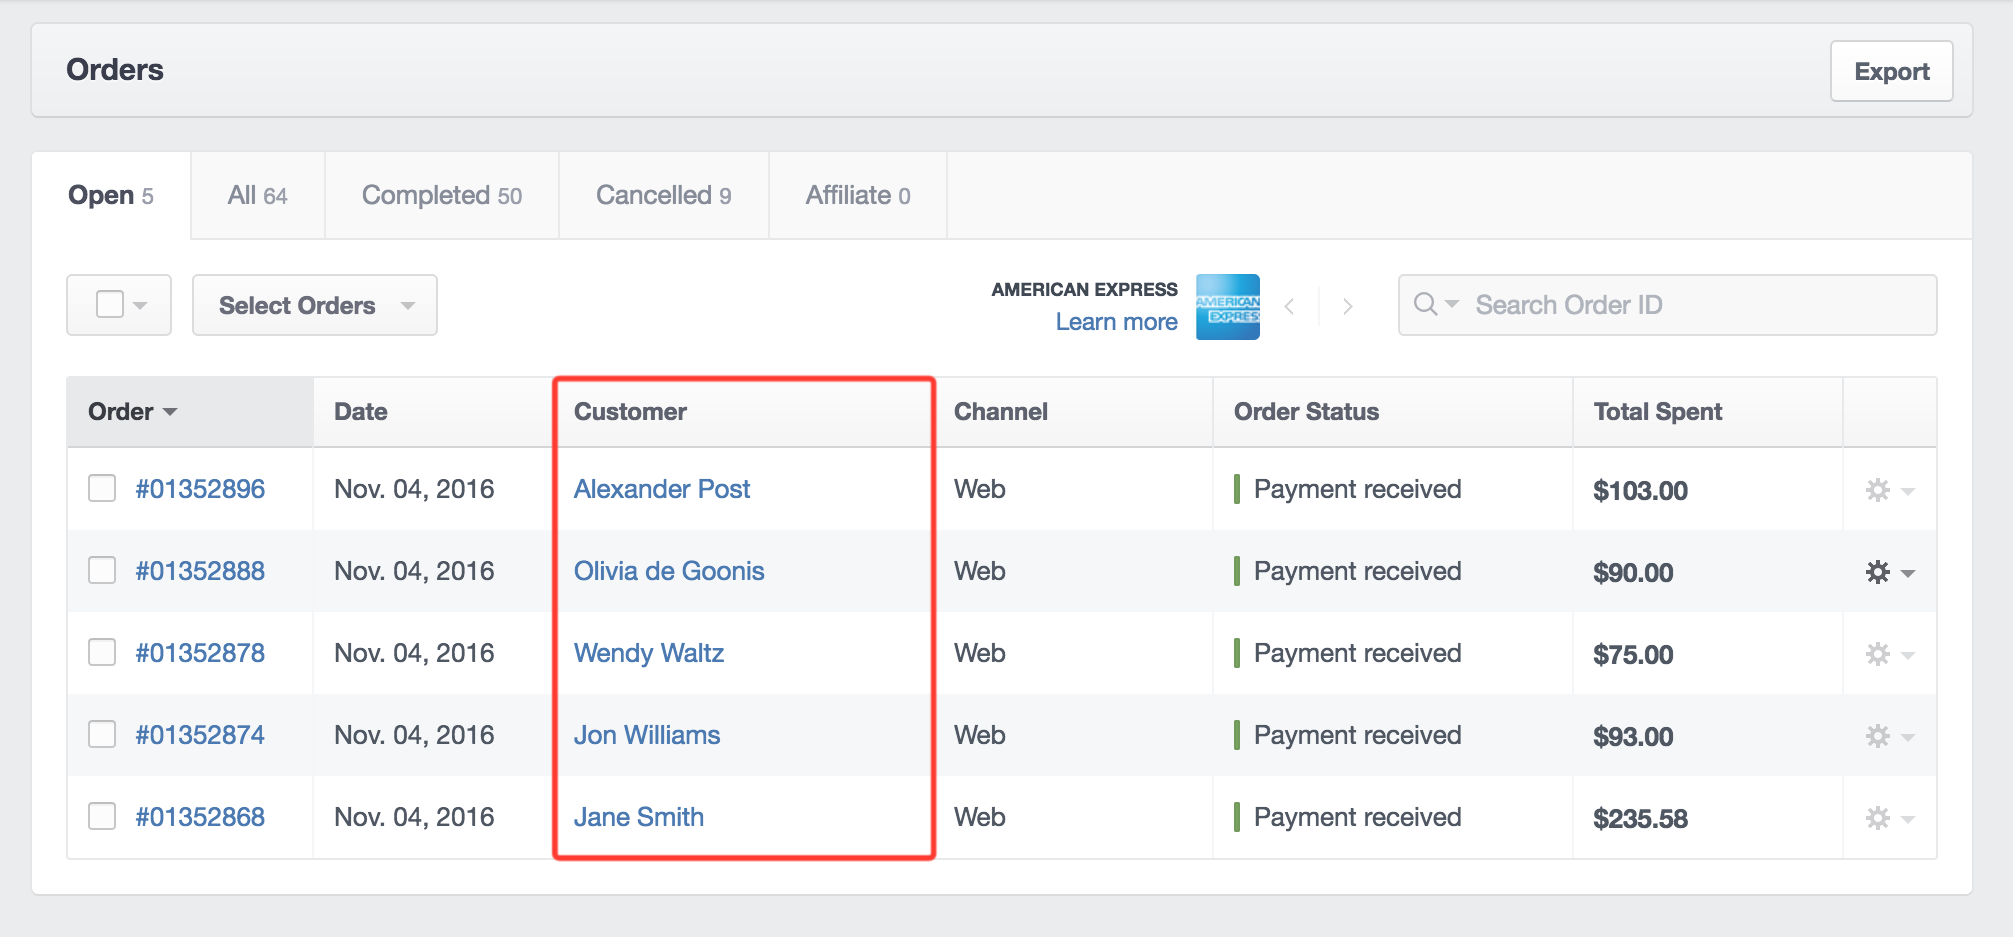 Orders
Export
Open 5
All 64
Completed 50
Cancelled 9
Affiliate 0
Select Orders
AMERICAN EXPRESS
Learn more
AMERICAN
EXPRESS
Search Order ID
Order Date Customer Channel Order Status Total Spent
#01352896 Nov. 04, 2016 Alexander Post Web Payment received $103.00
#01352888 Nov. 04, 2016 Olivia de Goonis Web Payment received $90.00
#01352878 Nov. 04, 2016 Wendy Waltz Web Payment received $75.00
#01352874 Nov. 04, 2016 Jon Williams Web Payment received $93.00
#01352868 Nov. 04, 2016 Jane Smith Web Payment received $235.58